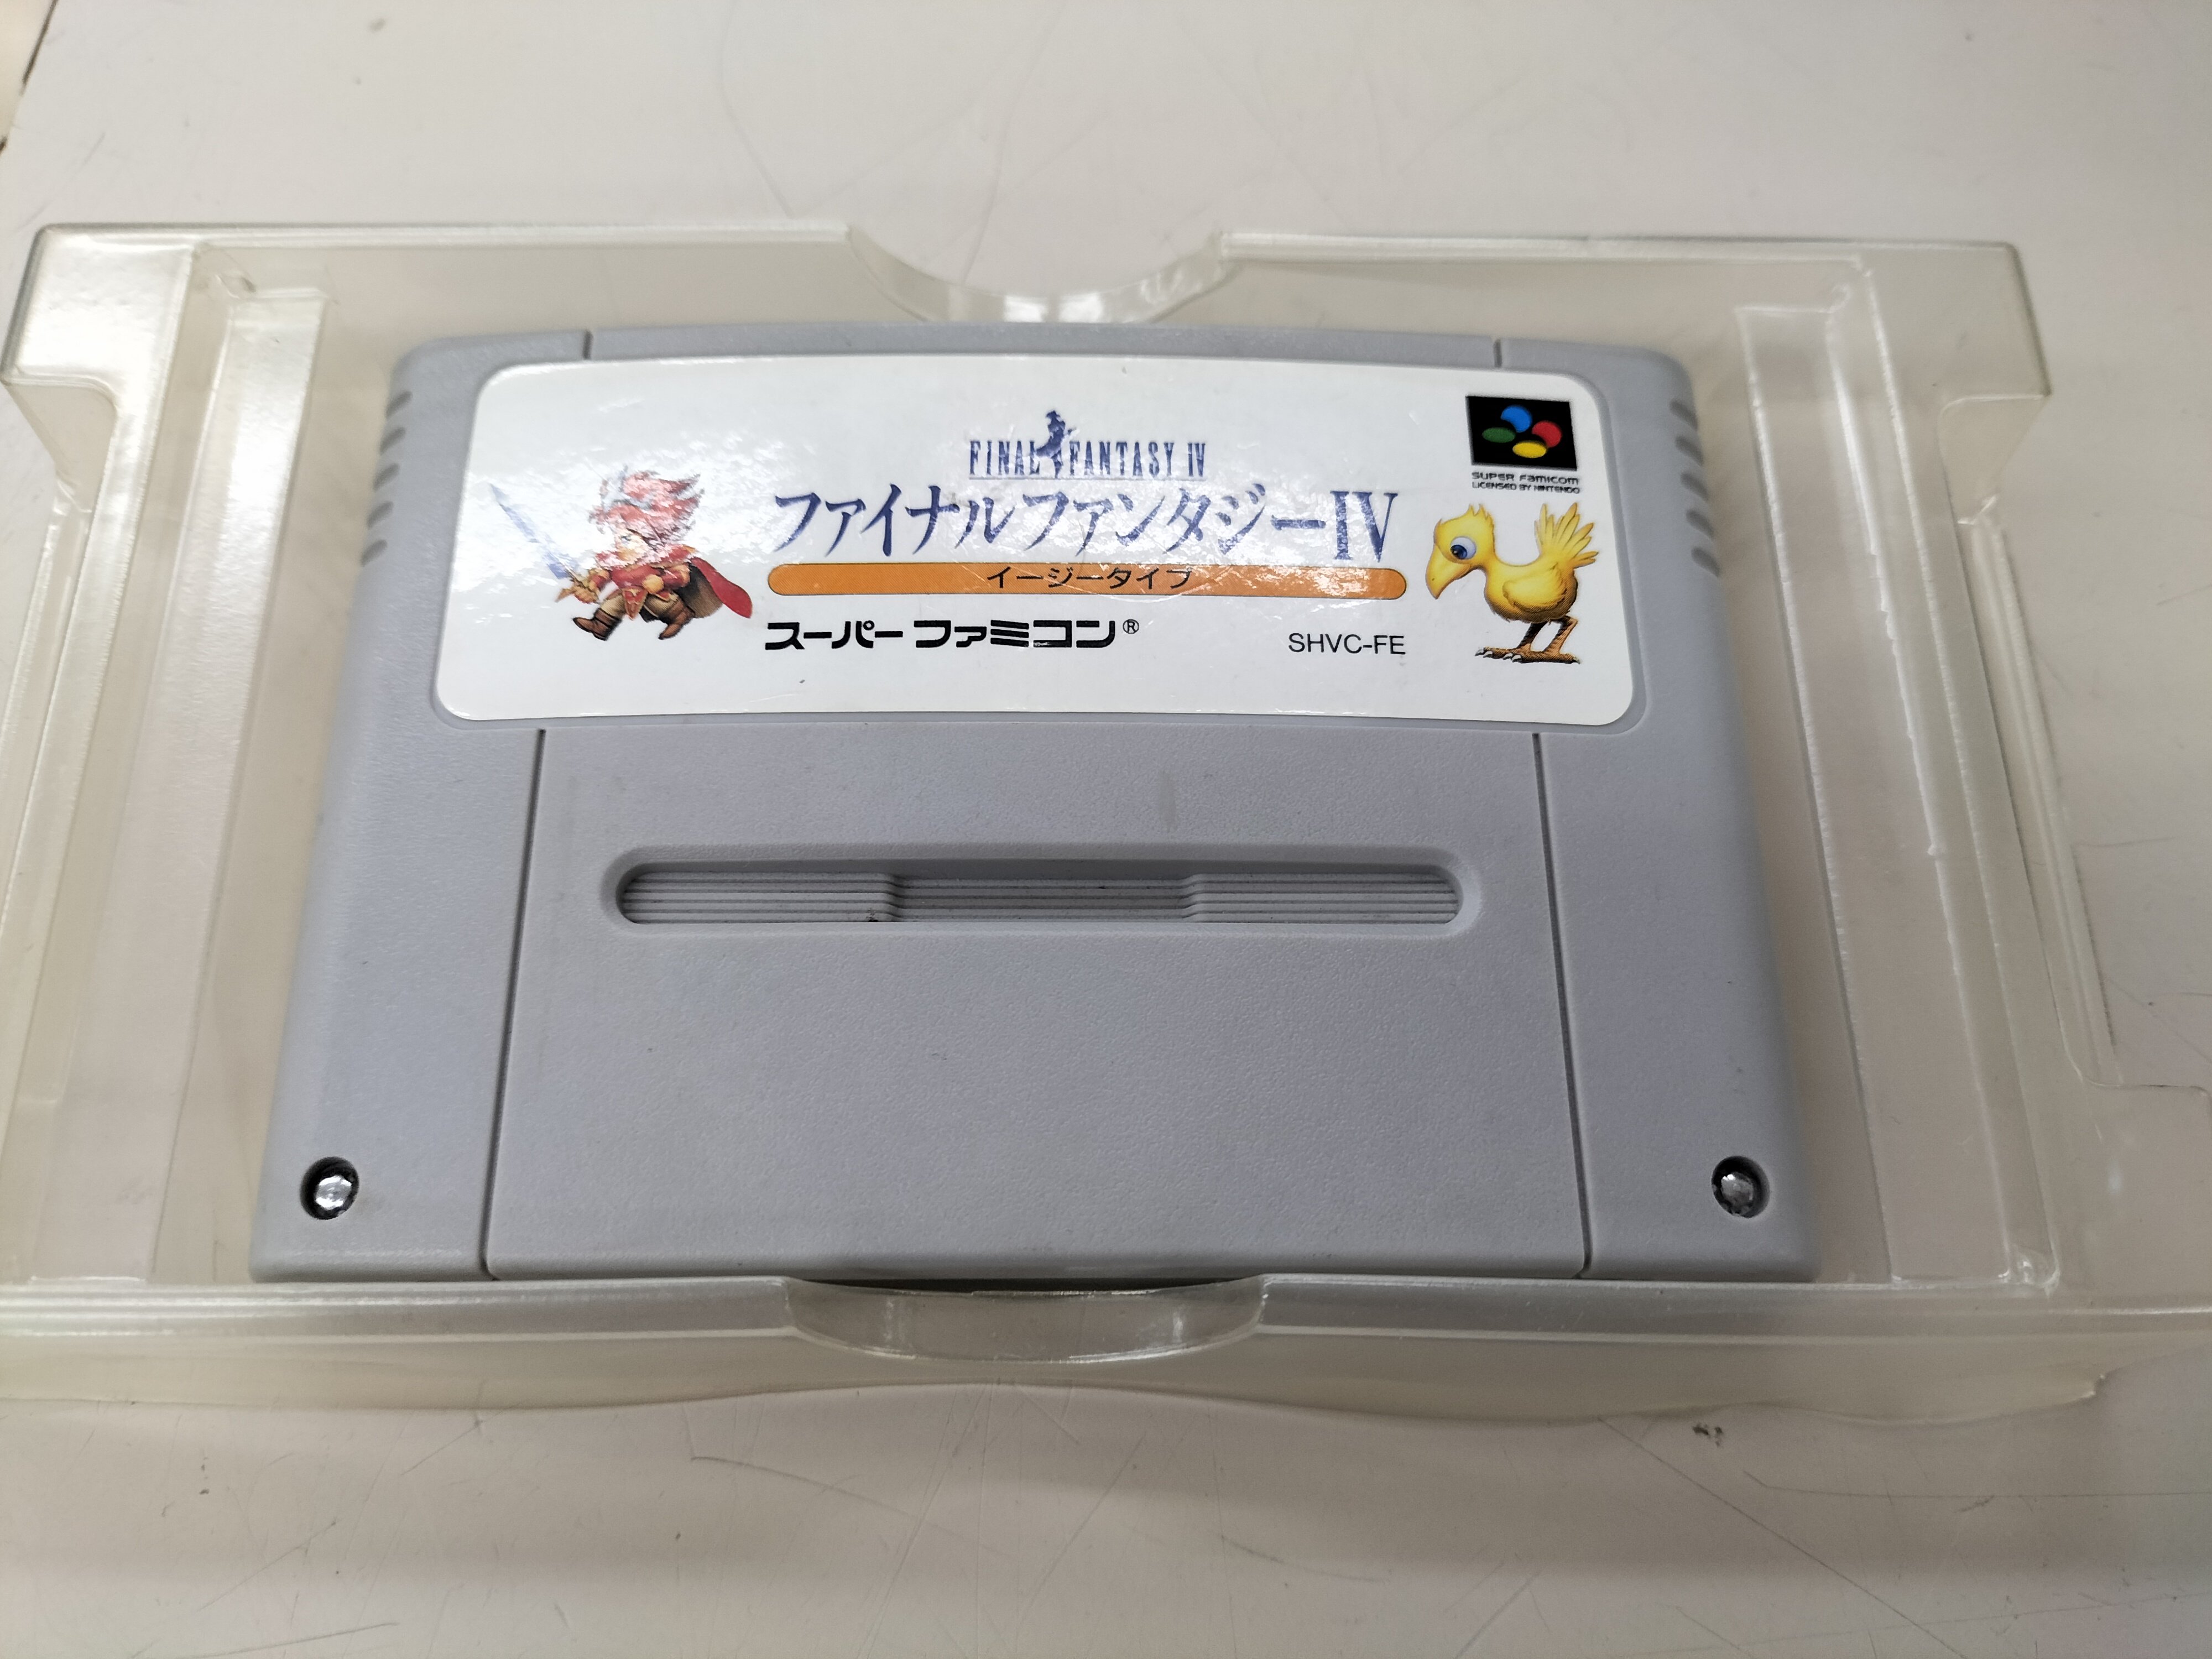 FINAL FANTASY IV
ファイナルファンタジーIV
イージータイプ
スーパーファミコン®
SHVC-FE
SUPER FAMICOM
LICENSED BY NINTENDO